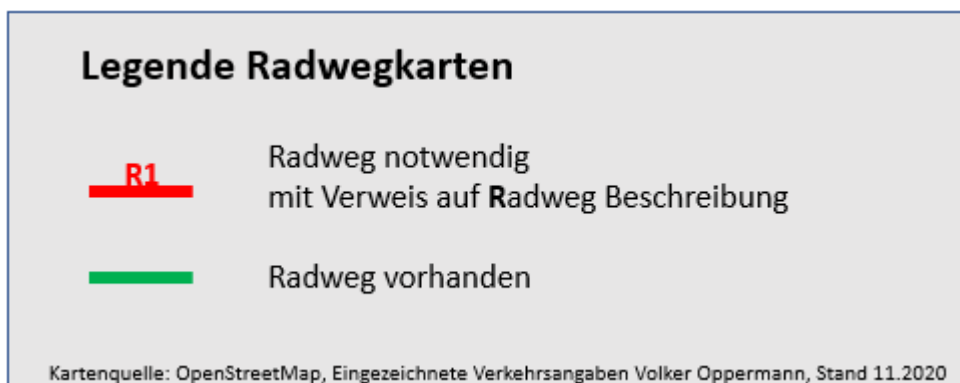 Legende Radwegkarten
R1
Radweg notwendig
mit Verweis auf Radweg Beschreibung
Radweg vorhanden
Kartenquelle: OpenStreetMap, Eingezeichnete Verkehrsangaben Volker Oppermann, Stand 11.2020